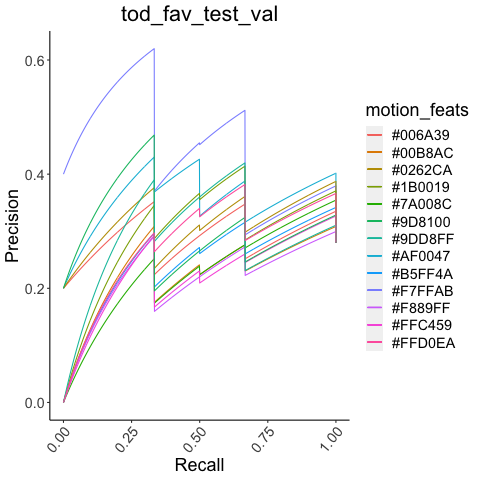 tod_fav_test_val
Precision
0.6
0.4
0.2
0.0
0.00
0.25
0.50
0.75
1.00
Recall
motion_feats
#006A39
#00B8AC
#0262CA
#1B0019
#7A008C
#9D8100
#9DD8FF
#AF0047
#B5FF4A
#F7FFAB
#F889FF
#FFC459
#FFD0EA